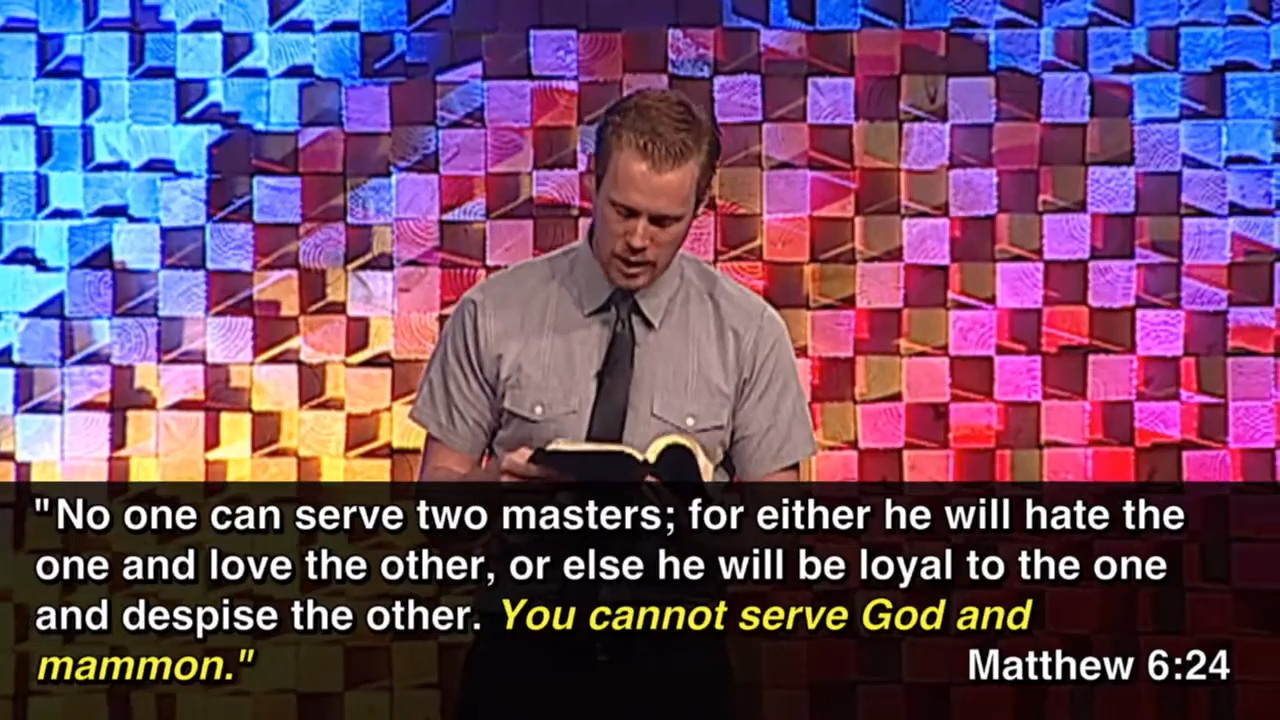 "No one can serve two masters; for either he will hate the
one and love the other, or else he will be loyal to the one
and despise the other. You cannot serve God and
mammon."
Matthew 6:24